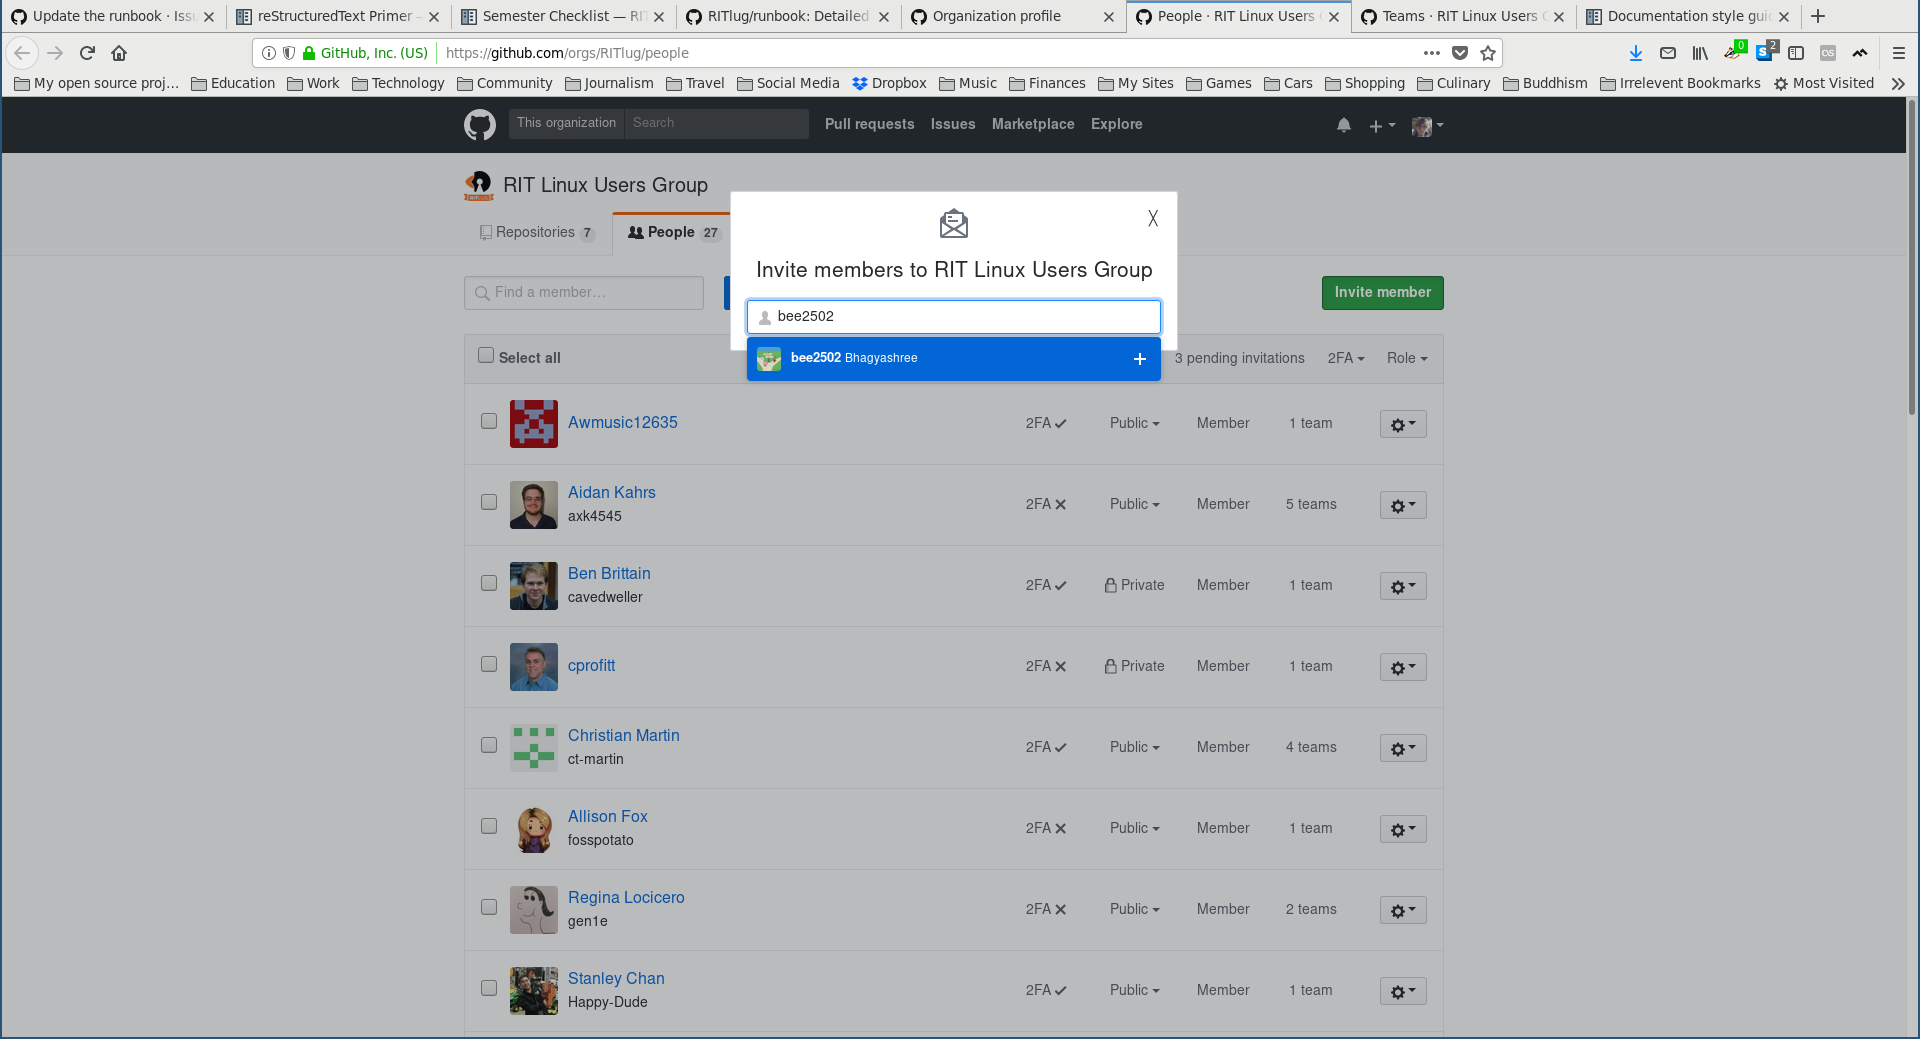 Update the runbook · Issu
reStructuredText Primer –
Semester Checklist — RIT
RITlug/runbook: Detailed
Organization profile
People · RIT Linux Users G
Teams · RIT Linux Users G
Documentation style guid
GitHub, Inc. (US)
https://github.com/orgs/RITlug/people
0
2
My open source proj...
Education
Work
Technology
Community
Journalism
Travel
Social Media
Dropbox
Music
Finances
My Sites
Games
Cars
Shopping
Culinary
Buddhism
Irrelevent Bookmarks
Most Visited
This organization
Search
Pull requests
Issues
Marketplace
Explore
RIT Linux Users Group
Repositories 7
People 27
Find a member…
Invite member
X
Invite members to RIT Linux Users Group
bee2502
bee2502 Bhagyashree
Select all
3 pending invitations
2FA
Role
Awmusic12635
2FA
Public
Member
1 team
Aidan Kahrs
axk4545
2FA
Public
Member
5 teams
Ben Brittain
cavedweller
2FA
Private
Member
1 team
cprofitt
2FA
Private
Member
1 team
Christian Martin
ct-martin
2FA
Public
Member
4 teams
Allison Fox
fosspotato
2FA
Public
Member
1 team
Regina Locicero
gen1e
2FA
Public
Member
2 teams
Stanley Chan
Happy-Dude
2FA
Public
Member
1 team